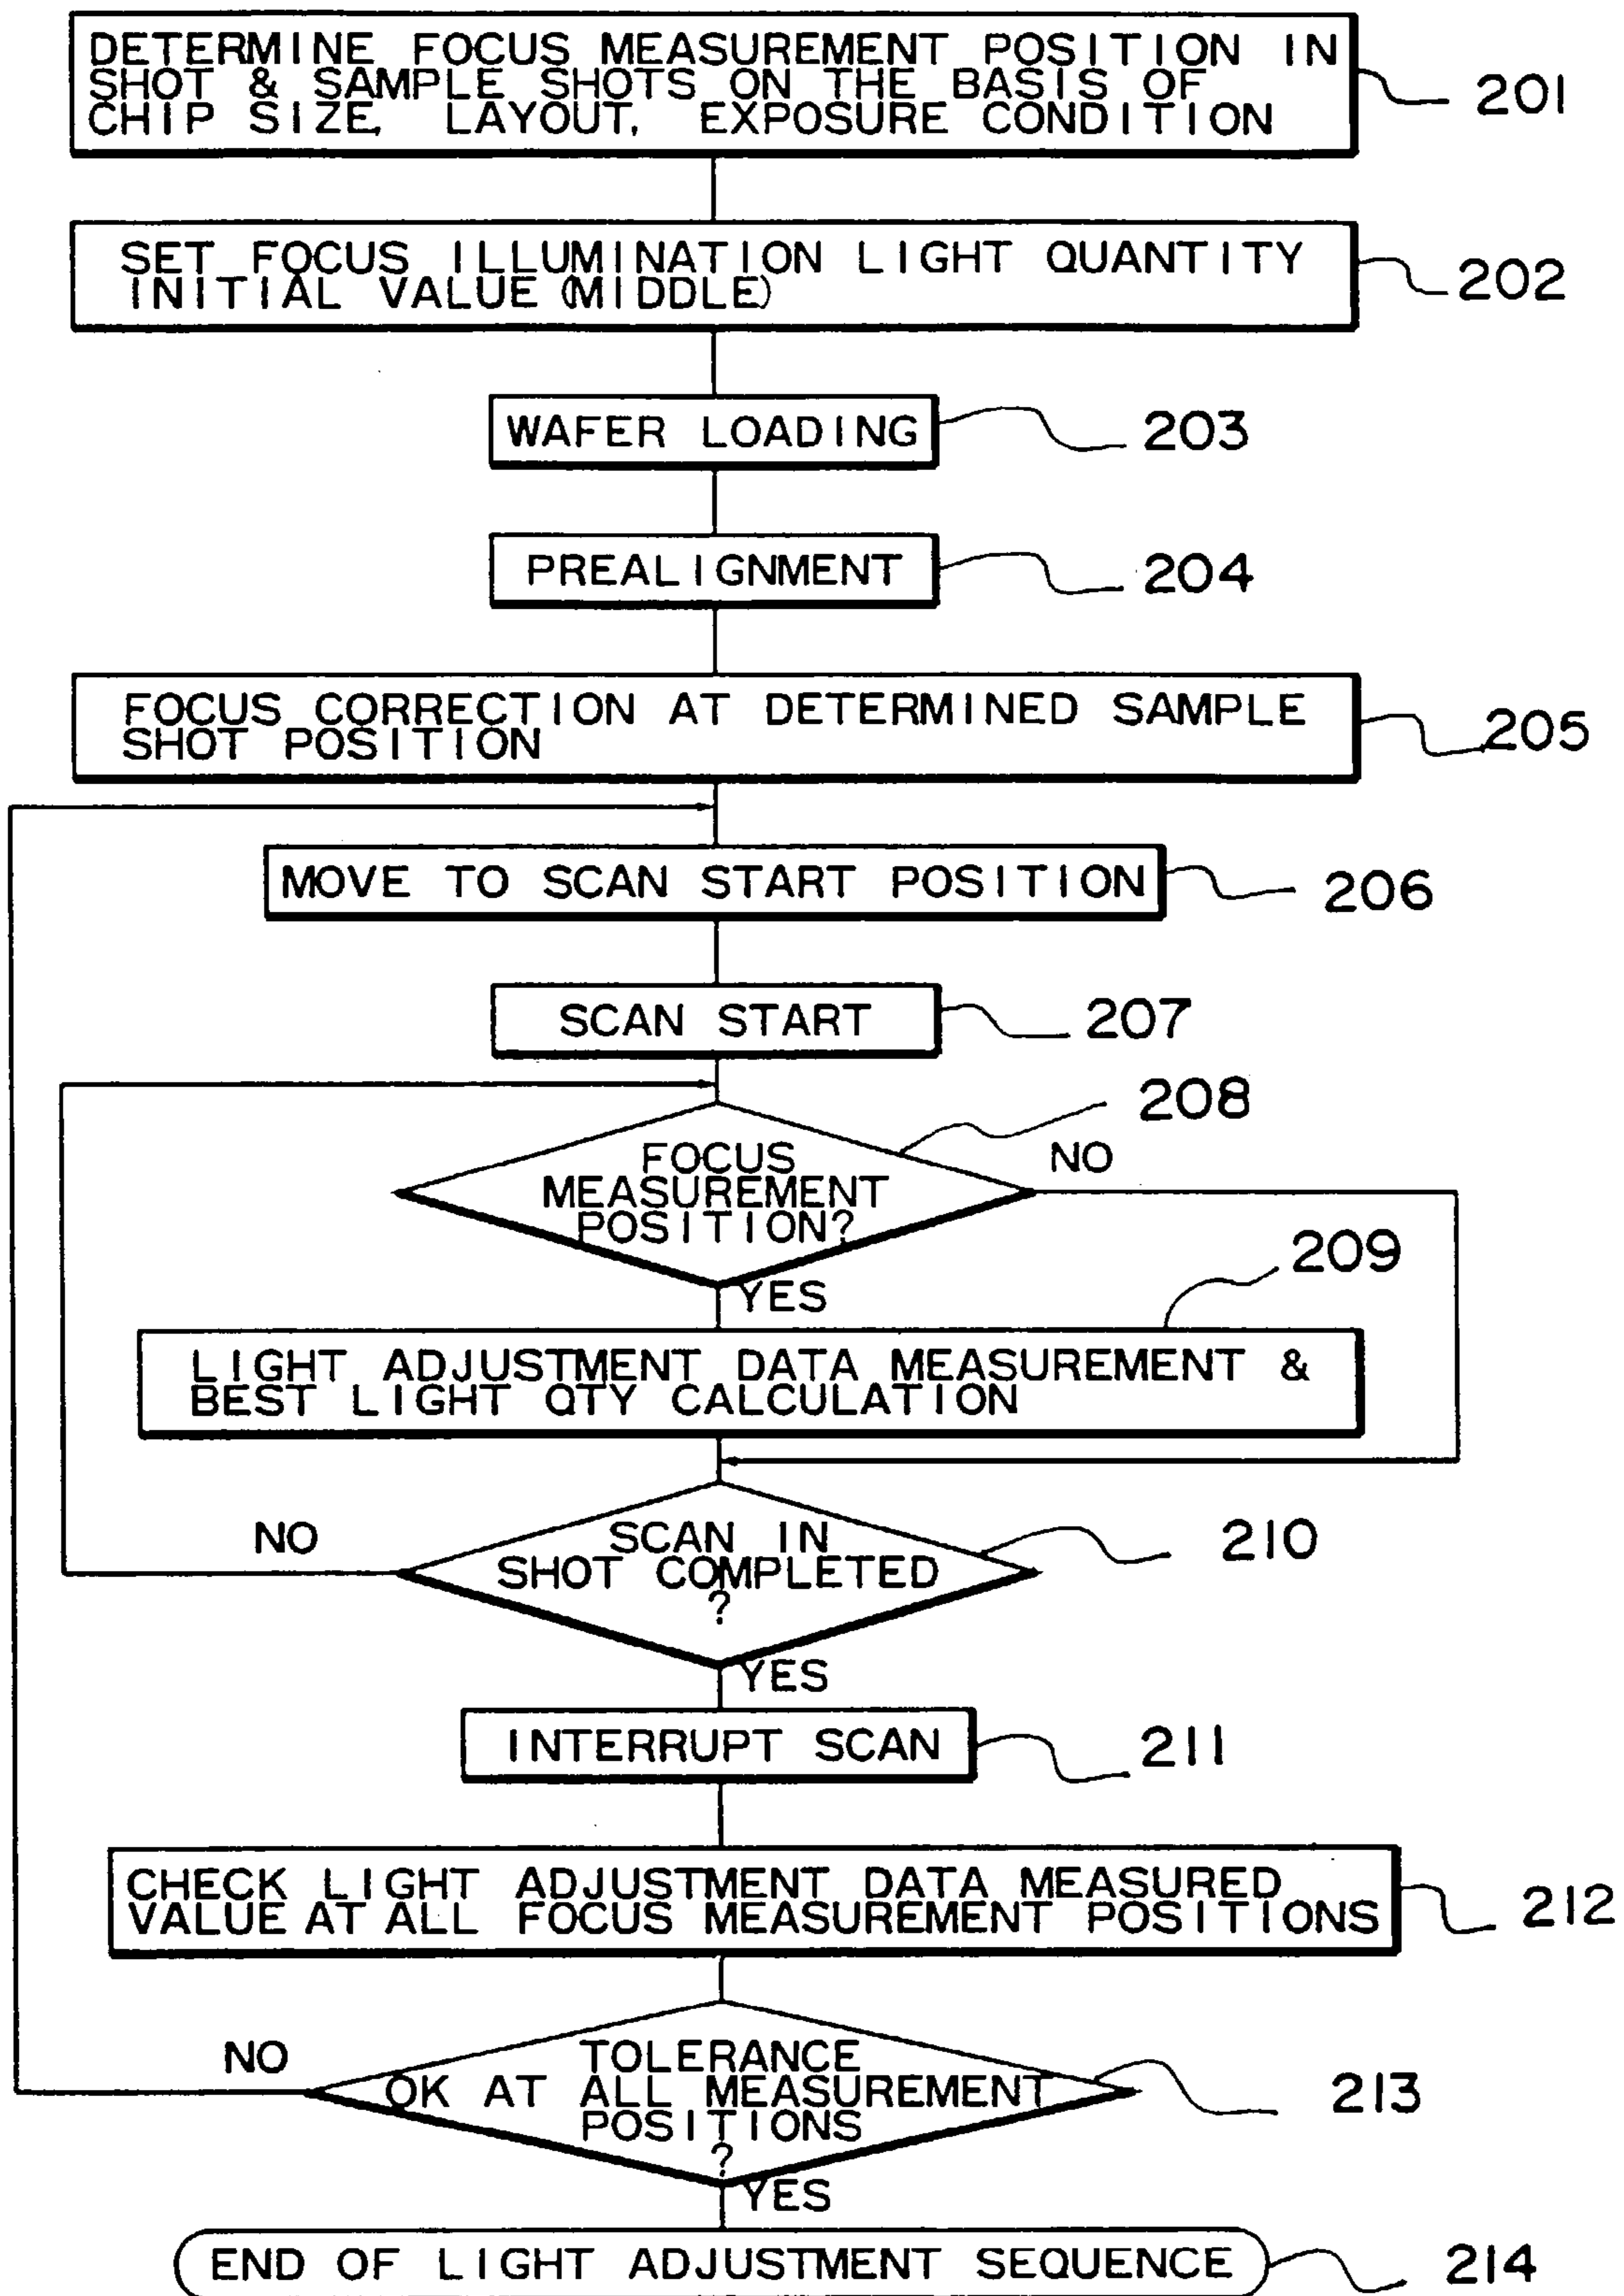 DETERMINE FOCUS MEASUREMENT POSITION IN
SHOT & SAMPLE SHOTS ON THE BASIS OF
CHIP SIZE, LAYOUT, EXPOSURE CONDITION
201
SET FOCUS ILLUMINATION LIGHT QUANTITY
INITIAL VALUE (MIDDLE)
202
WAFER LOADING
203
PREALIGNMENT
204
FOCUS CORRECTION AT DETERMINED SAMPLE
SHOT POSITION
205
MOVE TO SCAN START POSITION
206
SCAN START
207
208
FOCUS
MEASUREMENT
POSITION?
NO
YES
209
LIGHT ADJUSTMENT DATA MEASUREMENT &
BEST LIGHT QTY CALCULATION
NO
SCAN IN
SHOT COMPLETED
?
210
YES
INTERRUPT SCAN
211
CHECK LIGHT ADJUSTMENT DATA MEASURED
VALUE AT ALL FOCUS MEASUREMENT POSITIONS
212
NO
TOLERANCE
OK AT ALL MEASUREMENT
POSITIONS
?
213
YES
END OF LIGHT ADJUSTMENT SEQUENCE
214